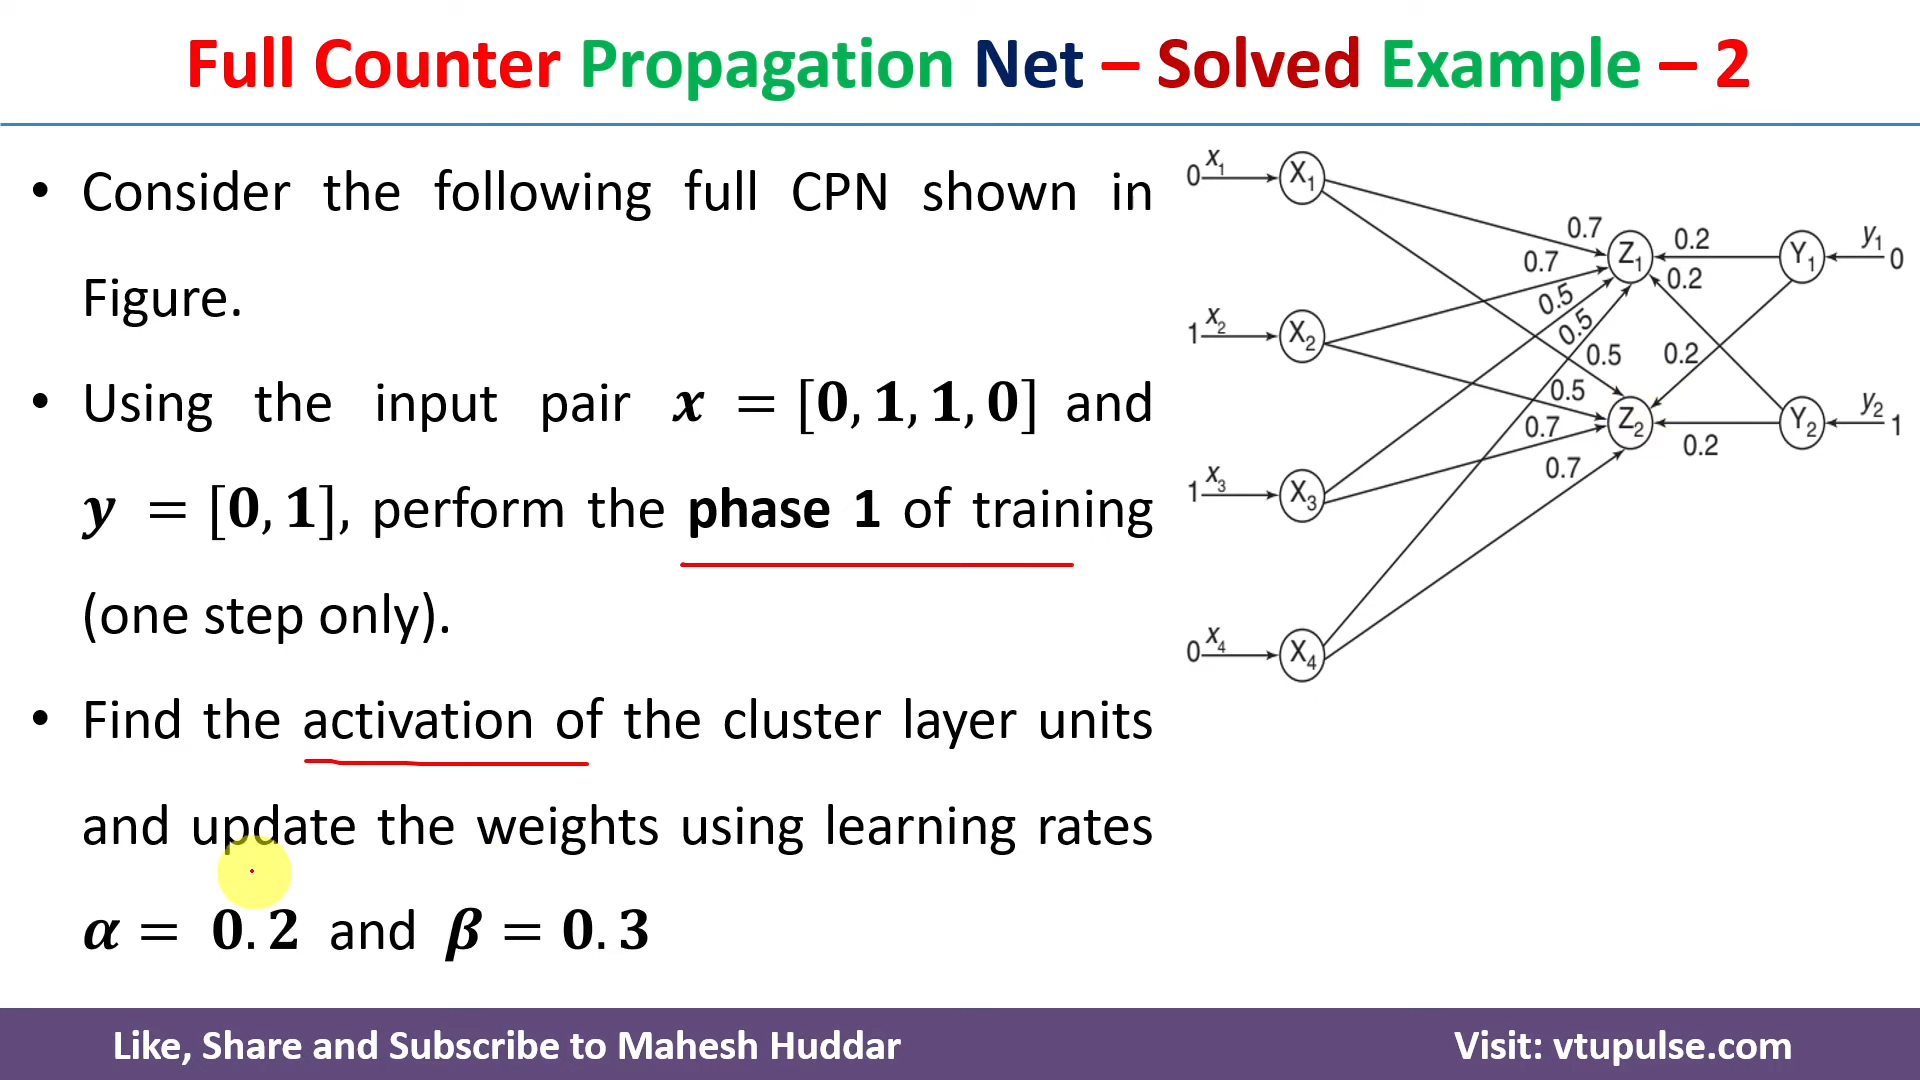 Full Counter Propagation Net – Solved Example – 2
• Consider the following full CPN shown in
Figure.
• Using the input pair x = [0, 1, 1, 0] and
y = [0, 1], perform the phase 1 of training
(one step only).
• Find the activation of the cluster layer units
and update the weights using learning rates
α = 0.2 and β = 0.3
0 x₁ X₁
0.7
0.7
0.5
0.5
0.5
0.5
0.7
0.7
1 x₂ X₂
1 x₃ X₃
0 x₄ X₄
Z₁ 0.2 Y₁ y₁ 0
0.2
0.2
Z₂ 0.2 Y₂ y₂ 1
Like, Share and Subscribe to Mahesh Huddar
Visit: vtupulse.com